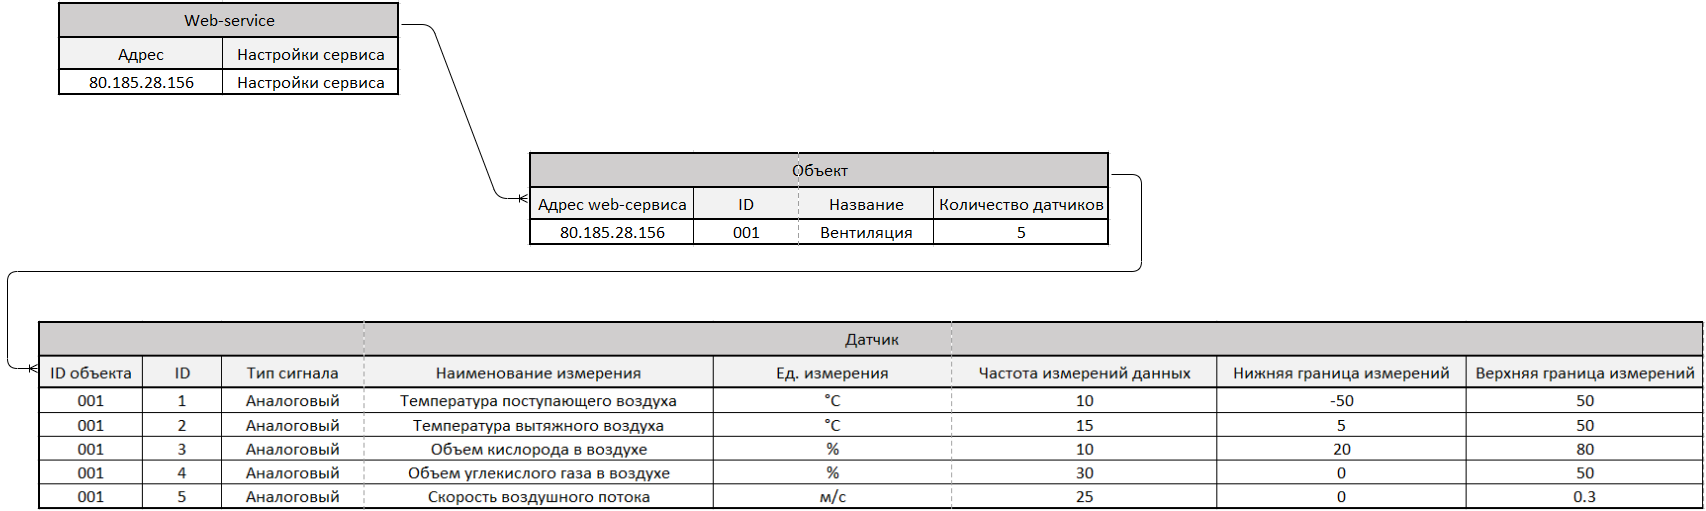 Web-service
Адрес Настройки сервиса
80.185.28.156 Настройки сервиса
Объект
Адрес web-сервиса ID Название Количество датчиков
80.185.28.156 001 Вентиляция 5
Датчик
ID объекта ID Тип сигнала Наименование измерения Ед. измерения Частота измерений данных Нижняя граница измерений Верхняя граница измерений
001 1 Аналоговый Температура поступающего воздуха °C 10 -50 50
001 2 Аналоговый Температура вытяжного воздуха °C 15 5 50
001 3 Аналоговый Объем кислорода в воздухе % 10 20 80
001 4 Аналоговый Объем углекислого газа в воздухе % 30 0 50
001 5 Аналоговый Скорость воздушного потока м/с 25 0 0.3